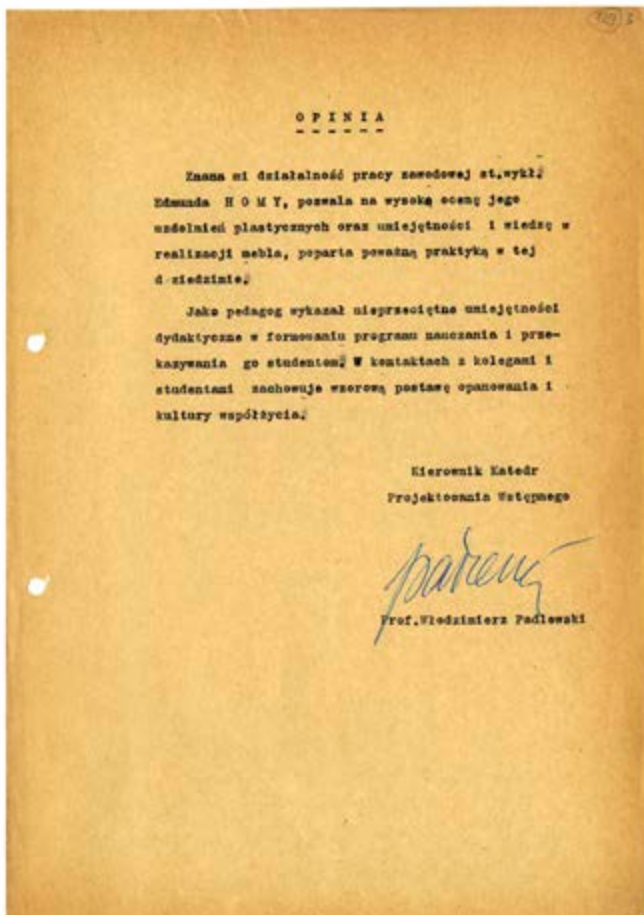 O P I N I A
Znana mi działalność pracy zawodowej st.wykł.
Edmunda H O M Y, pozwala na wysoką ocenę jego
uzdolnień plastycznych oraz umiejętności i wiedzę w
realizacji mebla, poparta poważną praktyką w tej
d ziedzinie.
Jako pedagog wykazał nieprzeciętne umiejętności
dydaktyczne w formowaniu programu nauczania i prze-
kazywania go studentom. W kontaktach z kolegami i
studentami zachowuje wzorową postawę opanowania i
kultury współżycia.
Kierownik Katedr
Projektowania Wstępnego
Prof.Włodzimierz Padlewski